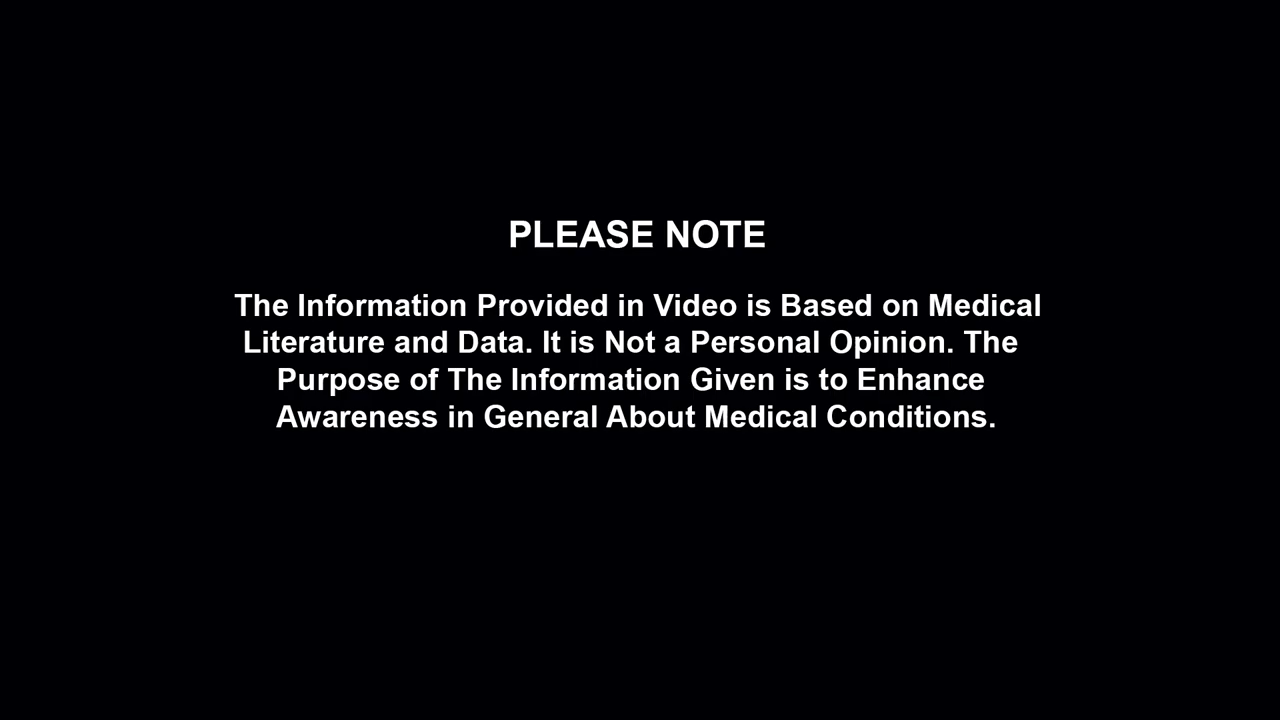 PLEASE NOTE
The Information Provided in Video is Based on Medical
Literature and Data. It is Not a Personal Opinion. The
Purpose of The Information Given is to Enhance
Awareness in General About Medical Conditions.